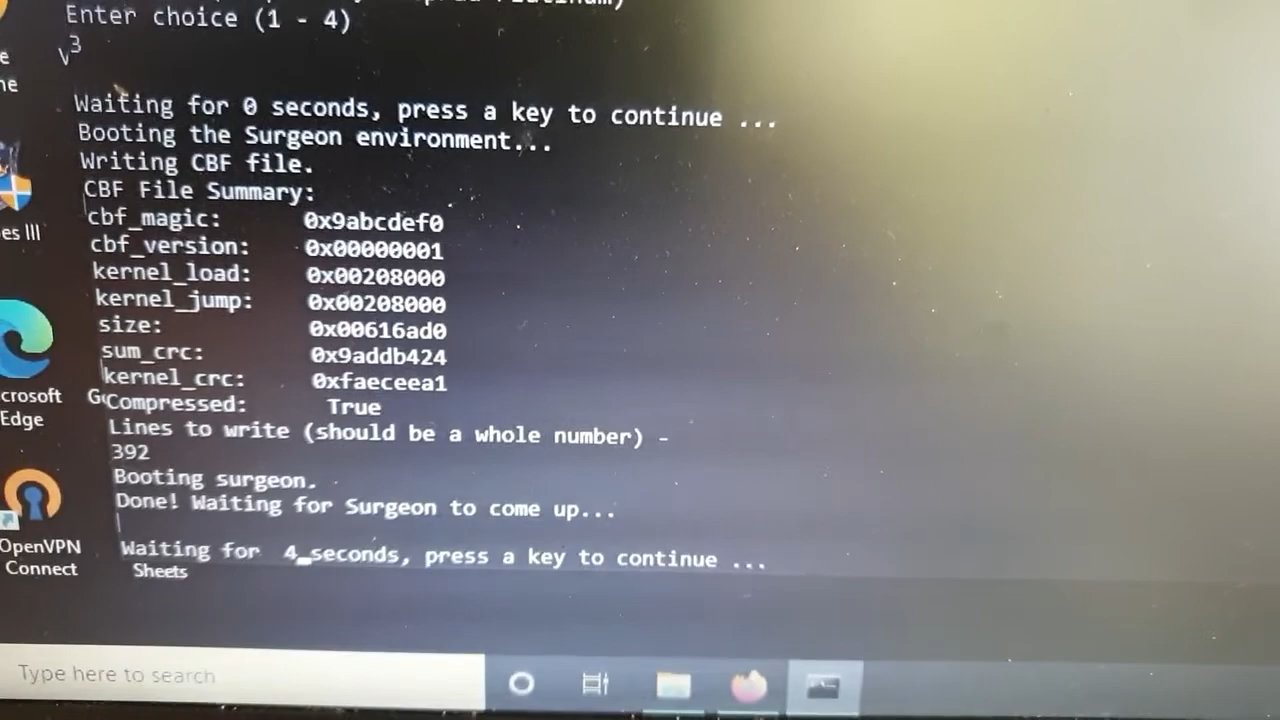 Enter choice (1 - 4)
3
Waiting for 0 seconds, press a key to continue ...
Booting the Surgeon environment...
Writing CBF file.
CBF File Summary:
cbf_magic: 0x9abcdef0
cbf_version: 0x00000001
kernel_load: 0x00208000
kernel_jump: 0x00208000
size: 0x00616ad0
sum_crc: 0x9addb424
kernel_crc: 0xfaeceea1
Compressed: True
Lines to write (should be a whole number) -
392
Booting surgeon.
Done! Waiting for Surgeon to come up...
Waiting for 4 seconds, press a key to continue ...
es III
crosoft
Edge
OpenVPN
Connect
Sheets
Type here to search